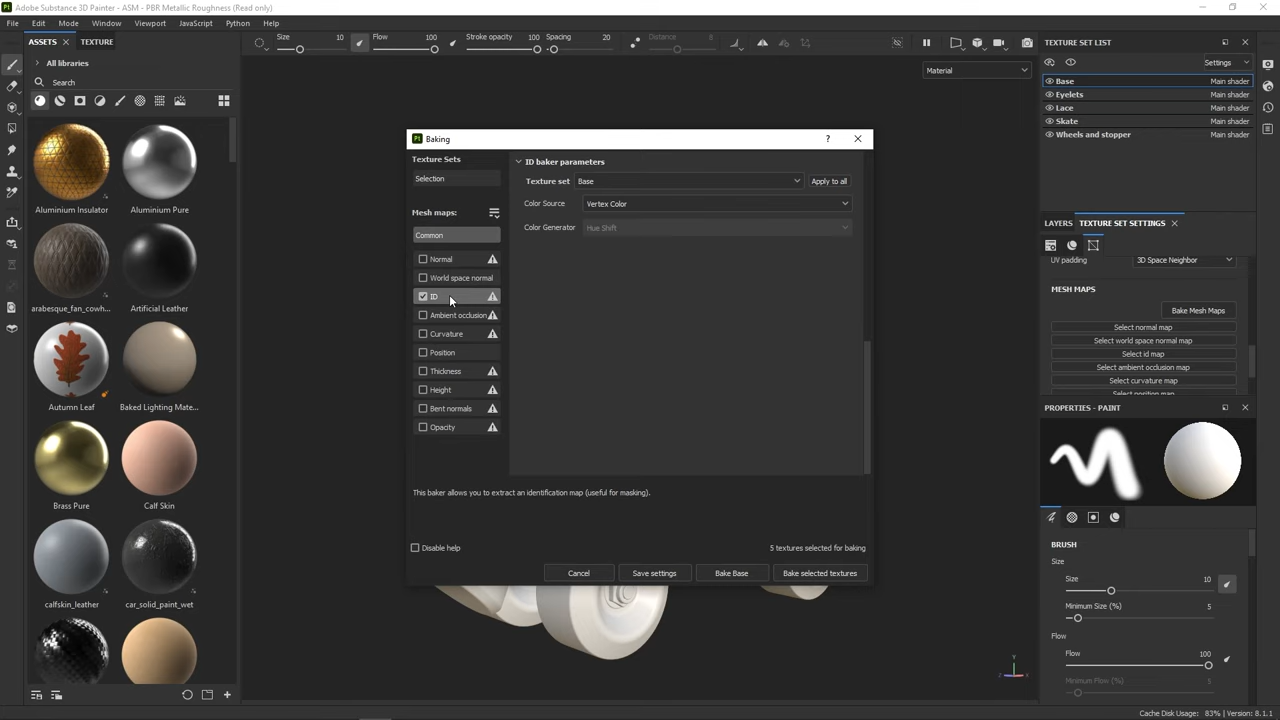 Adobe Substance 3D Painter - ASM - PBR Metallic Roughness (Read only)
File Edit Mode Window Viewport JavaScript Python Help
ASSETS TEXTURE
Size 10 Flow 100 Stroke opacity 100 Spacing 20 Distance 8
All libraries
Search
Material
Aluminium Insulator Aluminium Pure
arabesque_fan_cowh... Artificial Leather
Autumn Leaf Baked Lighting Mate...
Brass Pure Calf Skin
calfskin_leather car_solid_paint_wet
Baking
Texture Sets
Selection
Mesh maps:
Common
Normal
World space normal
ID
Ambient occlusion
Curvature
Position
Thickness
Height
Bent normals
Opacity
ID baker parameters
Texture set Base Apply to all
Color Source Vertex Color
Color Generator Hue Shift
This baker allows you to extract an identification map (useful for masking).
Disable help
5 textures selected for baking
Cancel Save settings Bake Base Bake selected textures
TEXTURE SET LIST
Settings
Base Main shader
Eyelets Main shader
Lace Main shader
Skate Main shader
Wheels and stopper Main shader
LAYERS TEXTURE SET SETTINGS
UV padding 3D Space Neighbor
MESH MAPS
Bake Mesh Maps
Select normal map
Select world space normal map
Select id map
Select ambient occlusion map
Select curvature map
Select position map
PROPERTIES - PAINT
BRUSH
Size
Size 10
Minimum Size (%) 5
Flow
Flow 100
Minimum Flow (%) 5
Cache Disk Usage: 83% | Version: 8.1.1